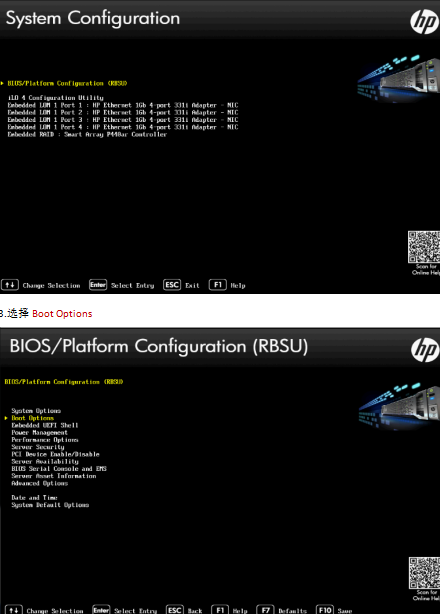 System Configuration
hp
BIOS/Platform Configuration (RBSU)
iLO 4 Configuration Utility
Embedded LOM 1 Port 1 : HP Ethernet 1Gb 4-port 331i Adapter - NIC
Embedded LOM 1 Port 2 : HP Ethernet 1Gb 4-port 331i Adapter - NIC
Embedded LOM 1 Port 3 : HP Ethernet 1Gb 4-port 331i Adapter - NIC
Embedded LOM 1 Port 4 : HP Ethernet 1Gb 4-port 331i Adapter - NIC
Embedded RAID : Smart Array P440ar Controller
Scan for
Online Help
↑↓ Change Selection Enter Select Entry ESC Exit F1 Help
3.选择 Boot Options
BIOS/Platform Configuration (RBSU)
hp
BIOS/Platform Configuration (RBSU)
System Options
Boot Options
Embedded UEFI Shell
Power Management
Performance Options
Server Security
PCI Device Enable/Disable
Server Availability
BIOS Serial Console and EMS
Server Asset Information
Advanced Options
Date and Time
System Default Options
Scan for
Online Help
↑↓ Change Selection Enter Select Entry ESC Back F1 Help F7 Defaults F10 Save